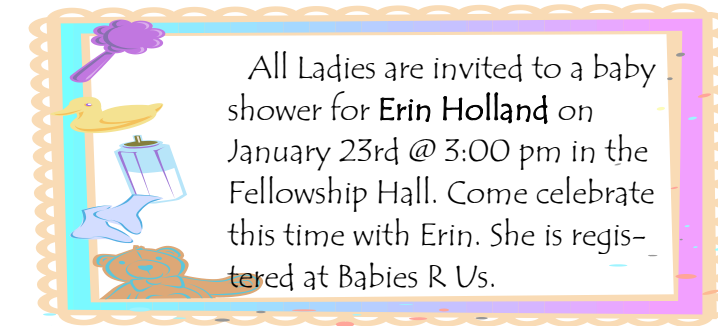 All Ladies are invited to a baby
shower for Erin Holland on
January 23rd @ 3:00 pm in the
Fellowship Hall. Come celebrate
this time with Erin. She is regis-
tered at Babies R Us.